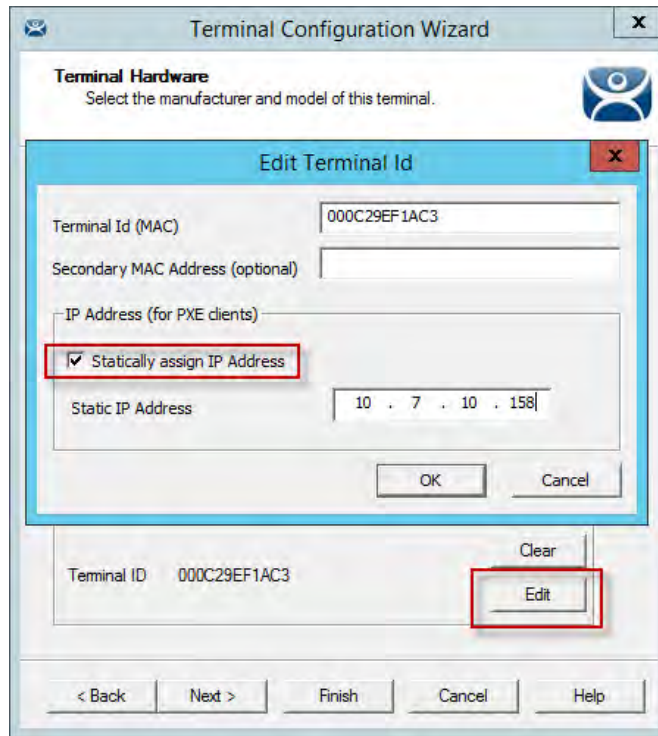 Terminal Configuration Wizard
x
Terminal Hardware
Select the manufacturer and model of this terminal.
Edit Terminal Id
x
Terminal Id (MAC)
000C29EF1AC3
Secondary MAC Address (optional)
IP Address (for PXE clients)
Statically assign IP Address
Static IP Address
10 . 7 . 10 . 158
OK
Cancel
Clear
Terminal ID 000C29EF1AC3
Edit
< Back
Next >
Finish
Cancel
Help